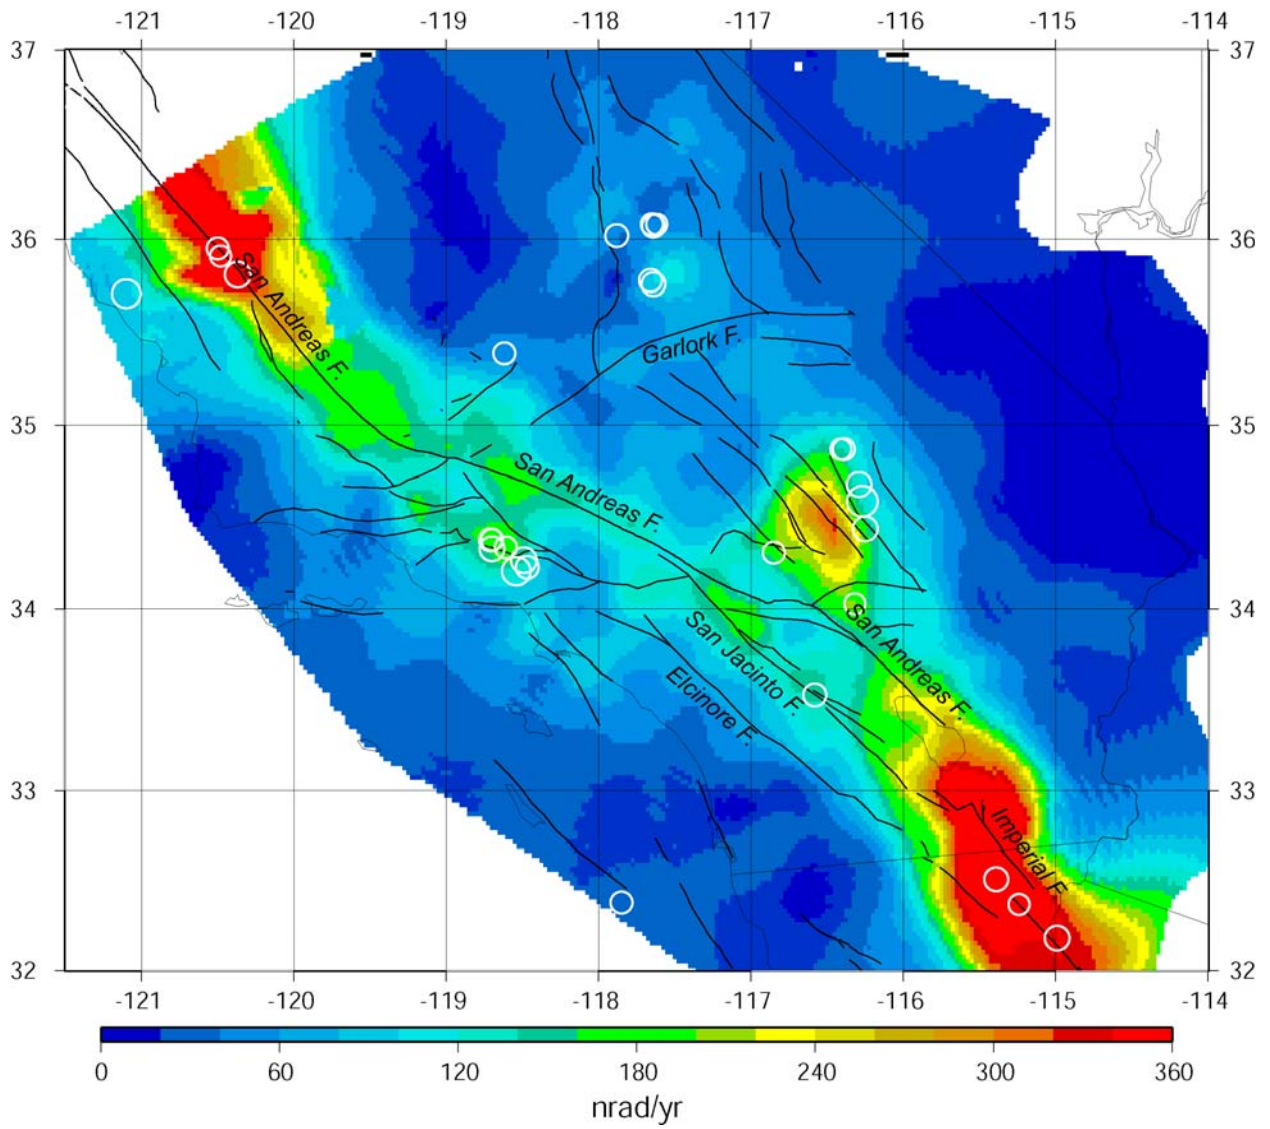 -121 -120 -119 -118 -117 -116 -115 -114
37 37
36 36
San Andreas F.
Garlork F.
35 35
San Andreas F.
34 34
San Andreas F.
San Jacinto F.
Elcinore F.
33 33
Imperial F.
32 32
-121 -120 -119 -118 -117 -116 -115 -114
0 60 120 180 240 300 360
nrad/yr